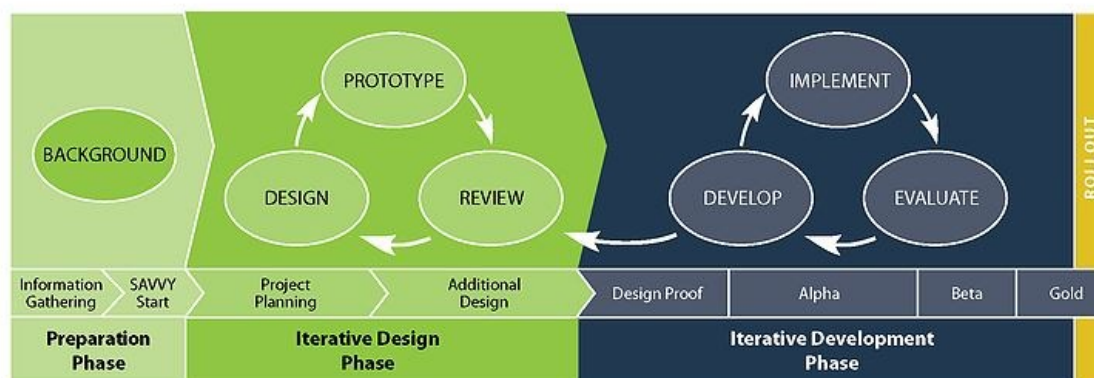 PROTOTYPE
IMPLEMENT
BACKGROUND
DESIGN
REVIEW
DEVELOP
EVALUATE
ROLLOUT
Information
Gathering
SAVVY
Start
Project
Planning
Additional
Design
Design Proof
Alpha
Beta
Gold
Preparation
Phase
Iterative Design
Phase
Iterative Development
Phase